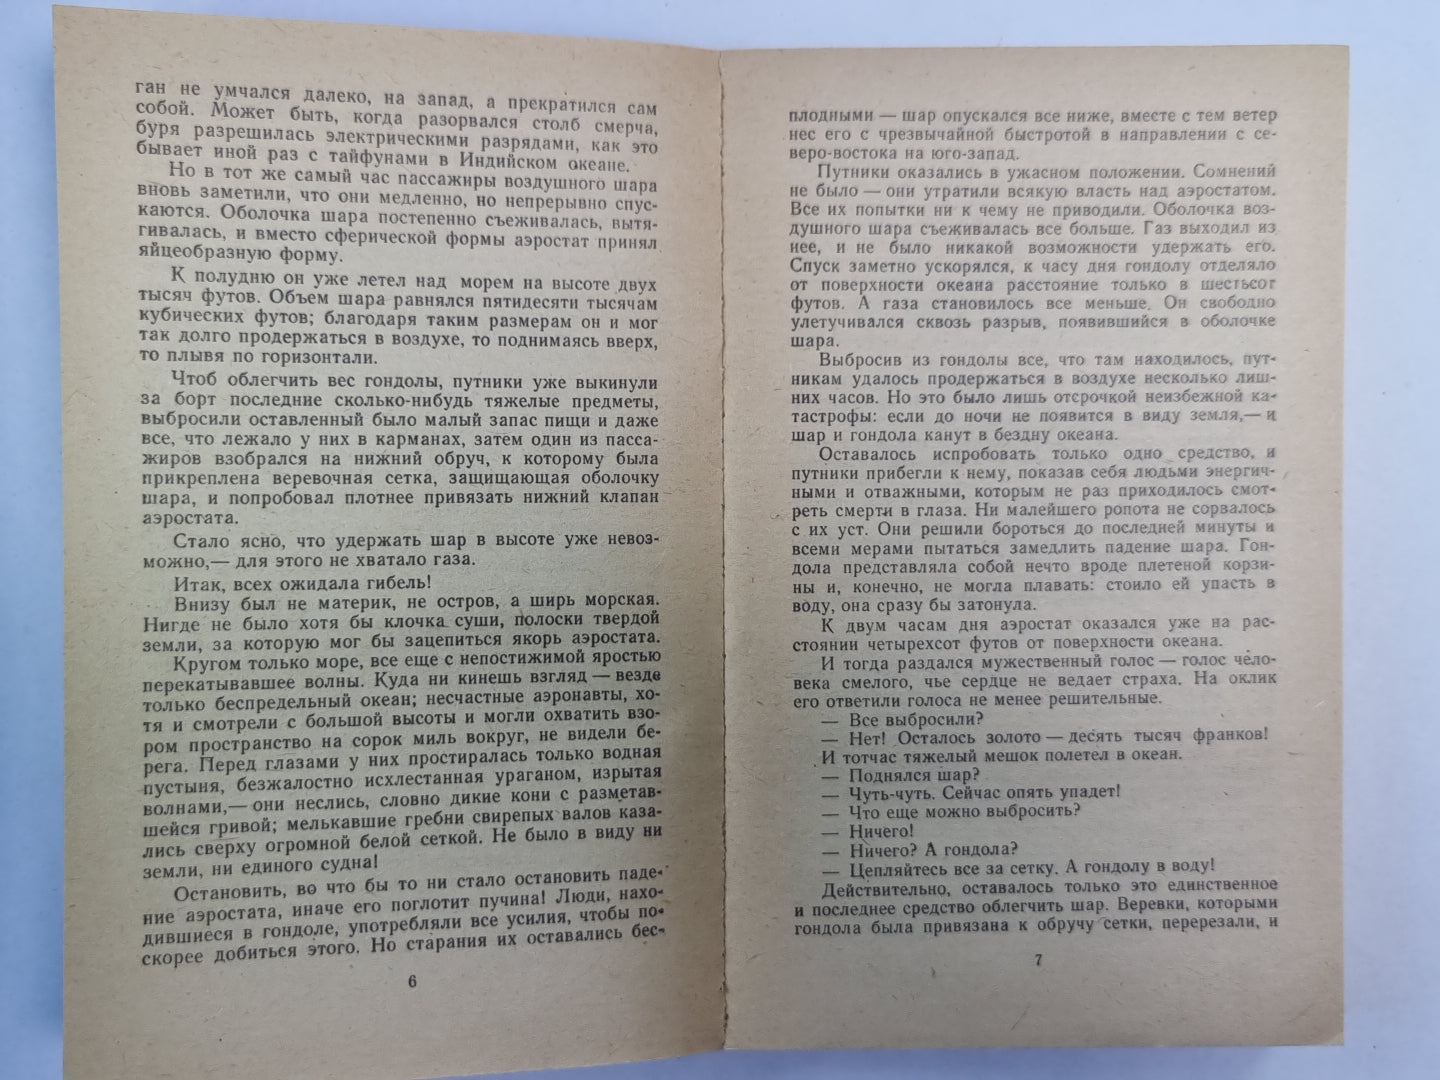 ган не умчался далеко, на запад, а прекратился сам
собой. Может быть, когда разорвался столб смерча,
буря разрешилась электрическими разрядами, как это
бывает иной раз с тайфунами в Индийском океане.
Но в тот же самый час пассажиры воздушного шара
вновь заметили, что они медленно, но непрерывно спус-
каются. Оболочка шара постепенно съеживалась, вытя-
гивалась, и вместо сферической формы аэростат принял
яйцеобразную форму.
К полудню он уже летел над морем на высоте двух
тысяч футов. Объем шара равнялся пятидесяти тысячам
кубических футов; благодаря таким размерам он и мог
так долго продержаться в воздухе, то поднимаясь вверх,
то плывя по горизонтали.
Чтоб облегчить вес гондолы, путники уже выкинули
за борт последние сколько-нибудь тяжелые предметы,
выбросили оставленный было малый запас пищи и даже
все, что лежало у них в карманах, затем один из пасса-
жиров взобрался на нижний обруч, к которому была
прикреплена веревочная сетка, защищающая оболочку
шара, и попробовал плотнее привязать нижний клапан
аэростата.
Стало ясно, что удержать шар в высоте уже невоз-
можно,— для этого не хватало газа.
Итак, всех ожидала гибель!
Внизу был не материк, не остров, а ширь морская.
Нигде не было хотя бы клочка суши, полоски твердой
земли, за которую мог бы зацепиться якорь аэростата.
Кругом только море, все еще с непостижимой яростью
перекатывавшее волны. Куда ни кинешь взгляд — везде
только беспредельный океан; несчастные аэронавты, хо-
тя и смотрели с большой высоты и могли охватить взо-
ром пространство на сорок миль вокруг, не видели бе-
рега. Перед глазами у них простиралась только водная
пустыня, безжалостно исхлестанная ураганом, изрытая
волнами,— они неслись, словно дикие кони с разметав-
шейся гривой; мелькавшие гребни свирепых валов каза-
лись сверху огромной белой сеткой. Не было в виду ни
земли, ни единого судна!
Остановить, во что бы то ни стало остановить паде-
ние аэростата, иначе его поглотит пучина! Люди, нахо-
дившиеся в гондоле, употребляли все усилия, чтобы по-
скорее добиться этого. Но старания их оставались бес-
6
плодными — шар опускался все ниже, вместе с тем ветер
нес его с чрезвычайной быстротой в направлении с се-
веро-востока на юго-запад.
Путники оказались в ужасном положении. Сомнений
не было — они утратили всякую власть над аэростатом.
Все их попытки ни к чему не приводили. Оболочка воз-
душного шара съеживалась все больше. Газ выходил из
нее, и не было никакой возможности удержать его.
Спуск заметно ускорялся, к часу дня гондолу отделяло
от поверхности океана расстояние только в шестьсот
футов. А газа становилось все меньше. Он свободно
улетучивался сквозь разрыв, появившийся в оболочке
шара.
Выбросив из гондолы все, что там находилось, пут-
никам удалось продержаться в воздухе несколько лиш-
них часов. Но это было лишь отсрочкой неизбежной ка-
тастрофы: если до ночи не появится в виду земля,— и
шар и гондола канут в бездну океана.
Оставалось испробовать только одно средство, и
путники прибегли к нему, показав себя людьми энергич-
ными и отважными, которым не раз приходилось смот-
реть смерти в глаза. Ни малейшего ропота не сорвалось
с их уст. Они решили бороться до последней минуты и
всеми мерами пытаться замедлить падение шара. Гон-
дола представляла собой нечто вроде плетеной корзи-
ны и, конечно, не могла плавать: стоило ей упасть в
воду, она сразу бы затонула.
К двум часам дня аэростат оказался уже на рас-
стоянии четырехсот футов от поверхности океана.
И тогда раздался мужественный голос — голос чело-
века смелого, чье сердце не ведает страха. На оклик
его ответили голоса не менее решительные.
— Все выбросили?
— Нет! Осталось золото — десять тысяч франков!
И тотчас тяжелый мешок полетел в океан.
— Поднялся шар?
— Чуть-чуть. Сейчас опять упадет!
— Что еще можно выбросить?
— Ничего!
— Ничего? А гондола?
— Цепляйтесь все за сетку. А гондолу в воду!
Действительно, оставалось только это единственное
и последнее средство облегчить шар. Веревки, которыми
гондола была привязана к обручу сетки, перерезали, и
7